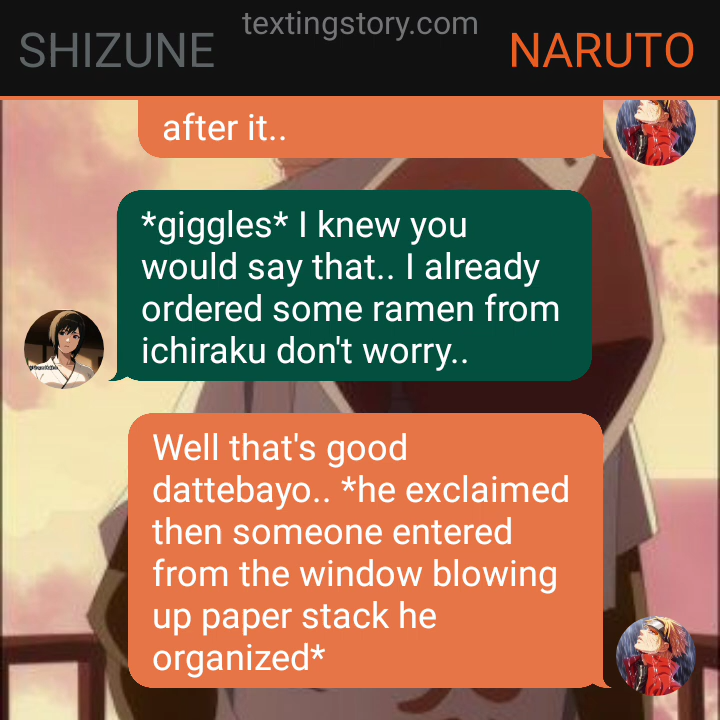 textingstory.com
SHIZUNE
NARUTO
after it..
*giggles* I knew you
would say that.. I already
ordered some ramen from
ichiraku don't worry..
Well that's good
dattebayo.. *he exclaimed
then someone entered
from the window blowing
up paper stack he
organized*